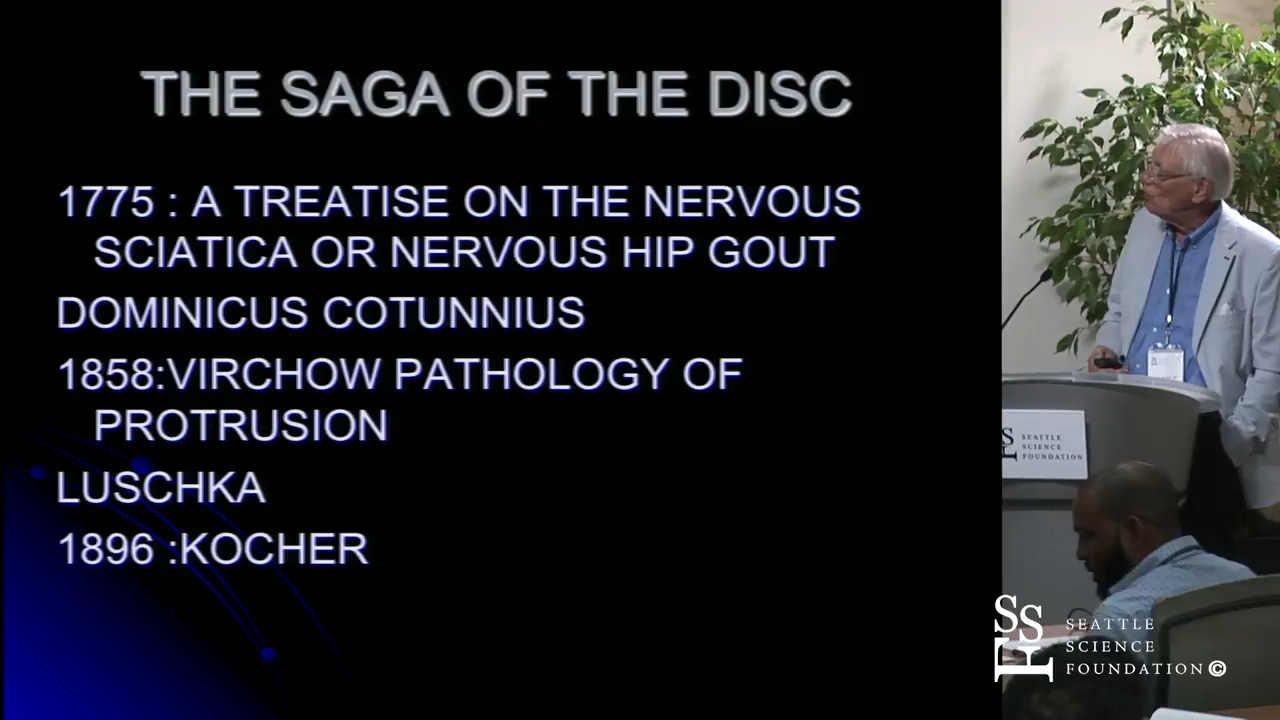 THE SAGA OF THE DISC
1775 : A TREATISE ON THE NERVOUS
SCIATICA OR NERVOUS HIP GOUT
DOMINICUS COTUNNIUS
1858:VIRCHOW PATHOLOGY OF
PROTRUSION
LUSCHKA
1896 :KOCHER
SEATTLE
SCIENCE
FOUNDATION
SSF
SEATTLE
SCIENCE
FOUNDATION©